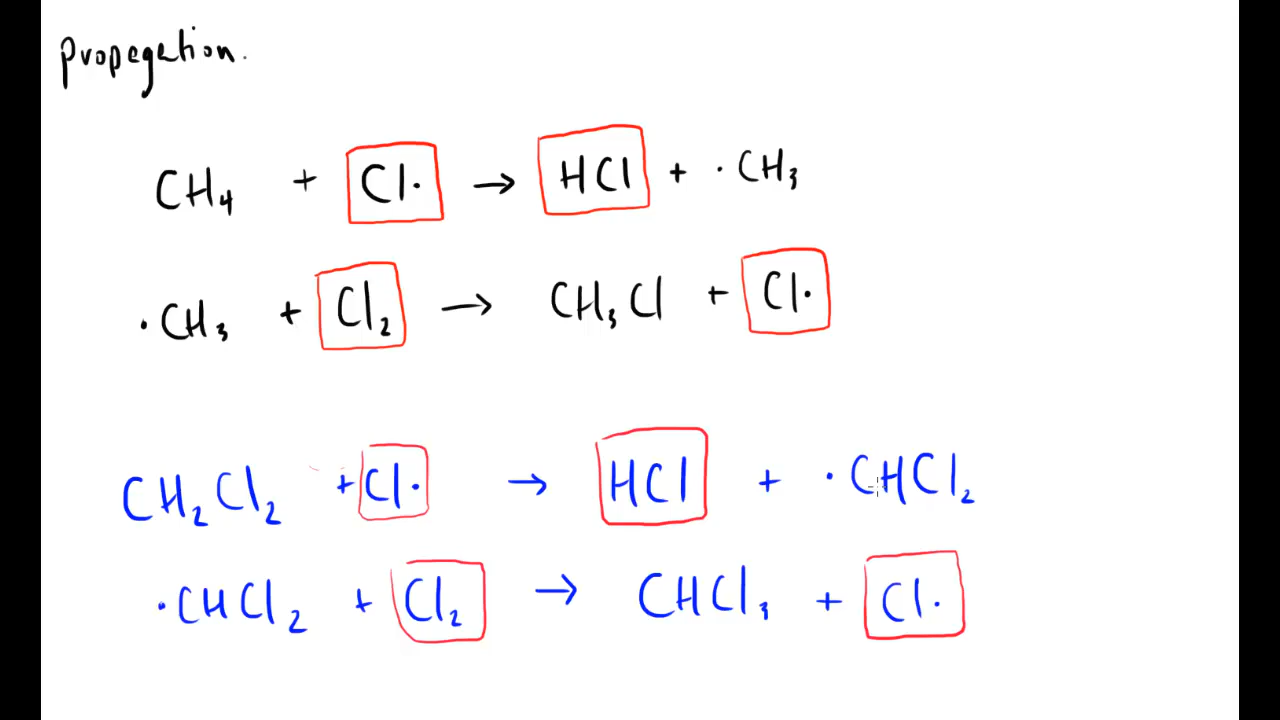 Propegation.
CH₄ + Cl· → HCl + ·CH₃
·CH₃ + Cl₂ → CH₃Cl + Cl·
CH₂Cl₂ + Cl· → HCl + ·CHCl₂
·CHCl₂ + Cl₂ → CHCl₃ + Cl·